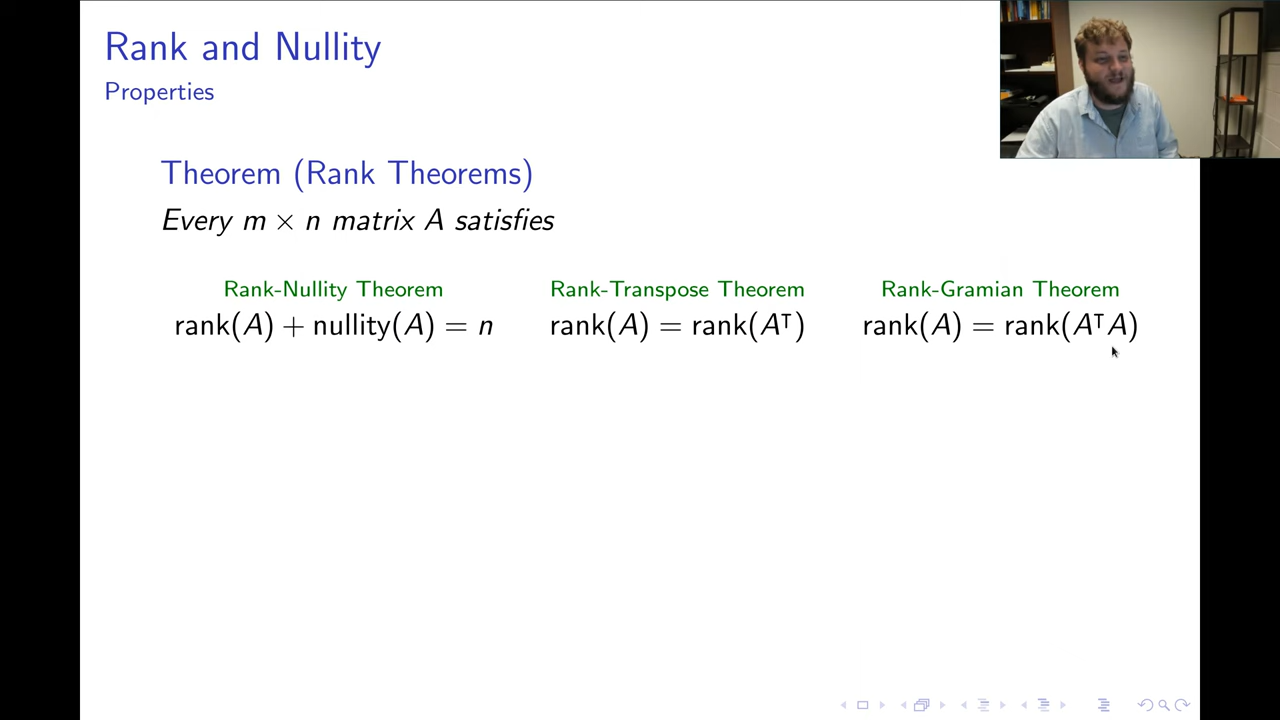 Rank and Nullity
Properties
Theorem (Rank Theorems)
Every m × n matrix A satisfies
Rank-Nullity Theorem Rank-Transpose Theorem Rank-Gramian Theorem
rank(A) + nullity(A) = n rank(A) = rank(Aᵀ) rank(A) = rank(AᵀA)